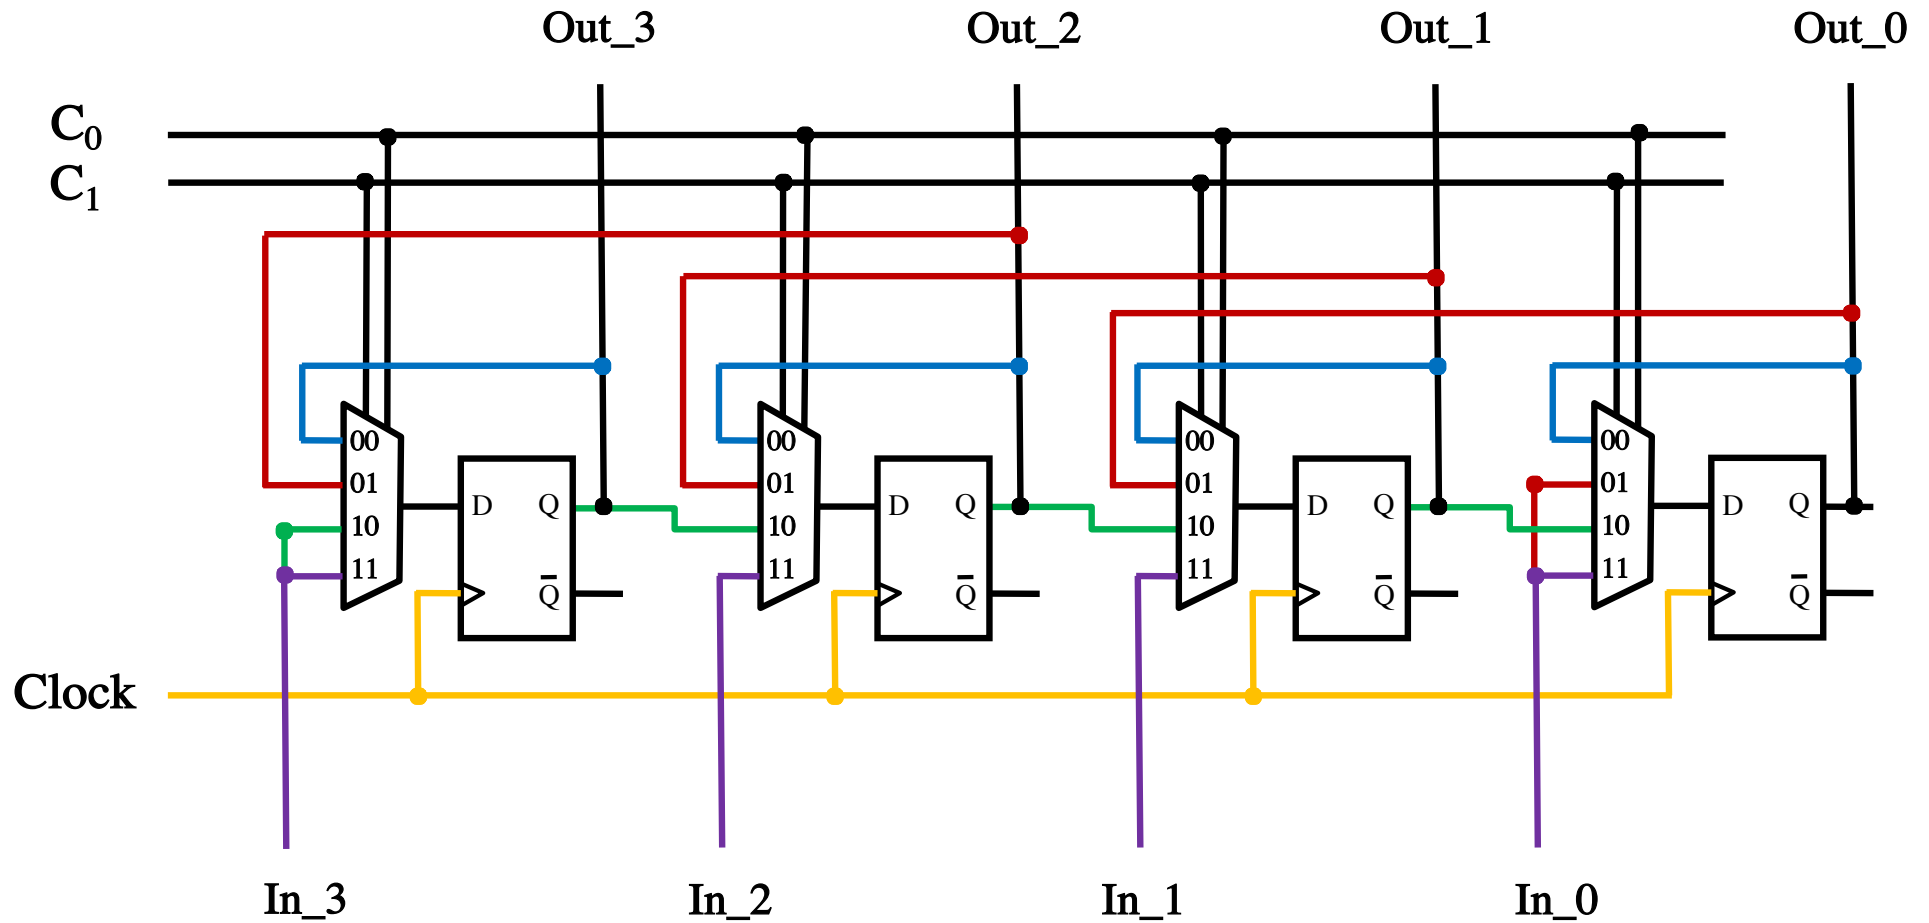 Out_3 Out_2 Out_1 Out_0
C0
C1
00 00 00 00
01 01 01 01
D Q D Q D Q D Q
10 10 10 10
11 11 11 11
Q̅ Q̅ Q̅ Q̅
Clock
In_3 In_2 In_1 In_0